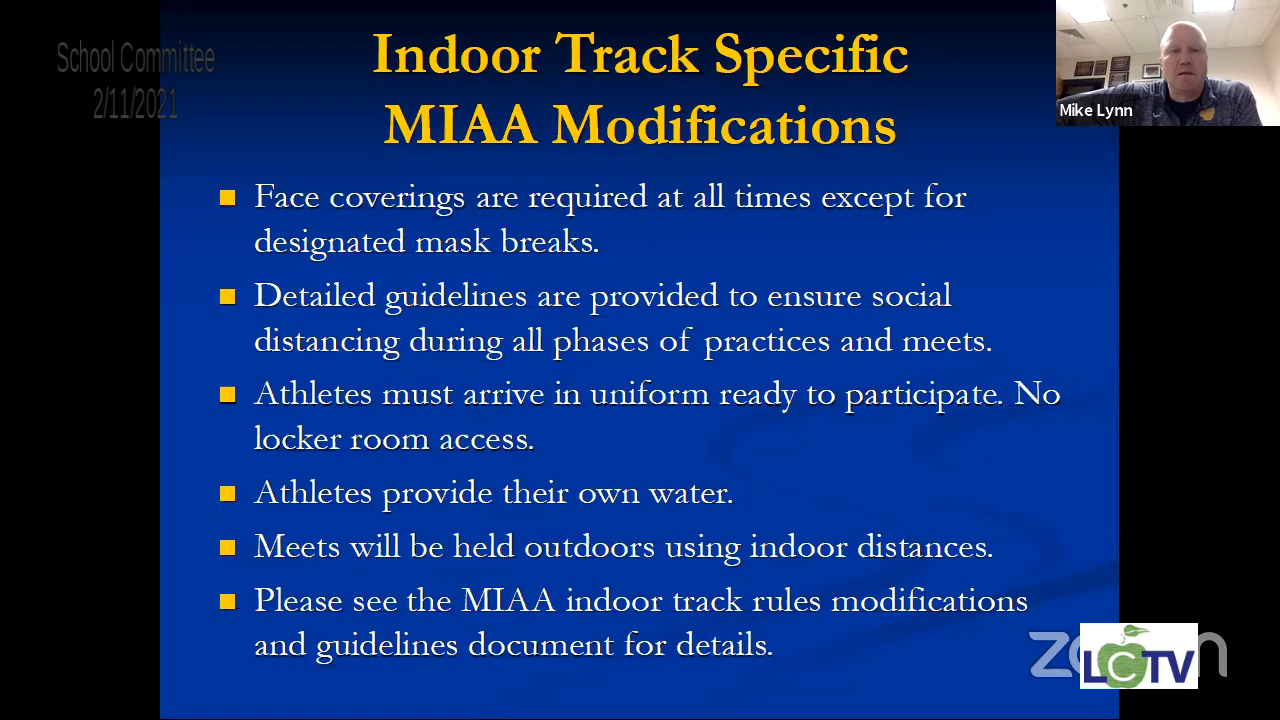 School Committee
2/11/2021
Indoor Track Specific
MIAA Modifications
Mike Lynn
Face coverings are required at all times except for
designated mask breaks.
Detailed guidelines are provided to ensure social
distancing during all phases of practices and meets.
Athletes must arrive in uniform ready to participate. No
locker room access.
Athletes provide their own water.
Meets will be held outdoors using indoor distances.
Please see the MIAA indoor track rules modifications
and guidelines document for details.
LCTV